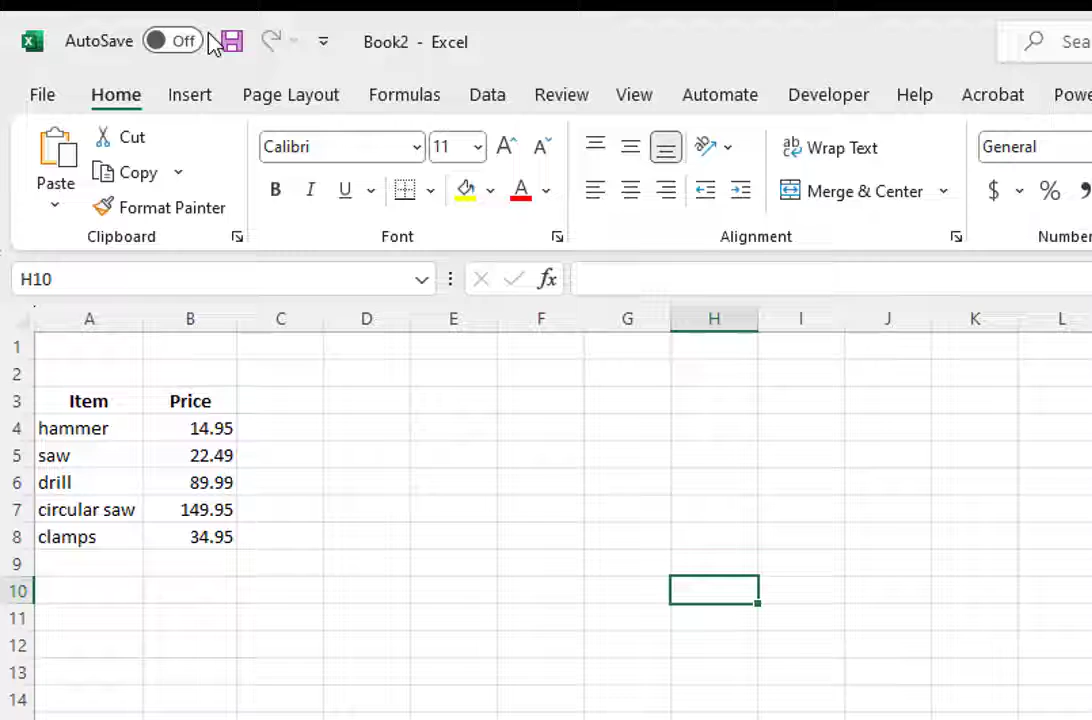 AutoSave Off Book2 - Excel Sea
File Home Insert Page Layout Formulas Data Review View Automate Developer Help Acrobat Powe
Cut
Copy
Format Painter
Paste
Calibri 11
B I U A
Wrap Text
Merge & Center
General
$ %
Clipboard Font Alignment Number
H10 fx
A B C D E F G H I J K L
1
2
3 Item Price
4 hammer 14.95
5 saw 22.49
6 drill 89.99
7 circular saw 149.95
8 clamps 34.95
9
10
11
12
13
14